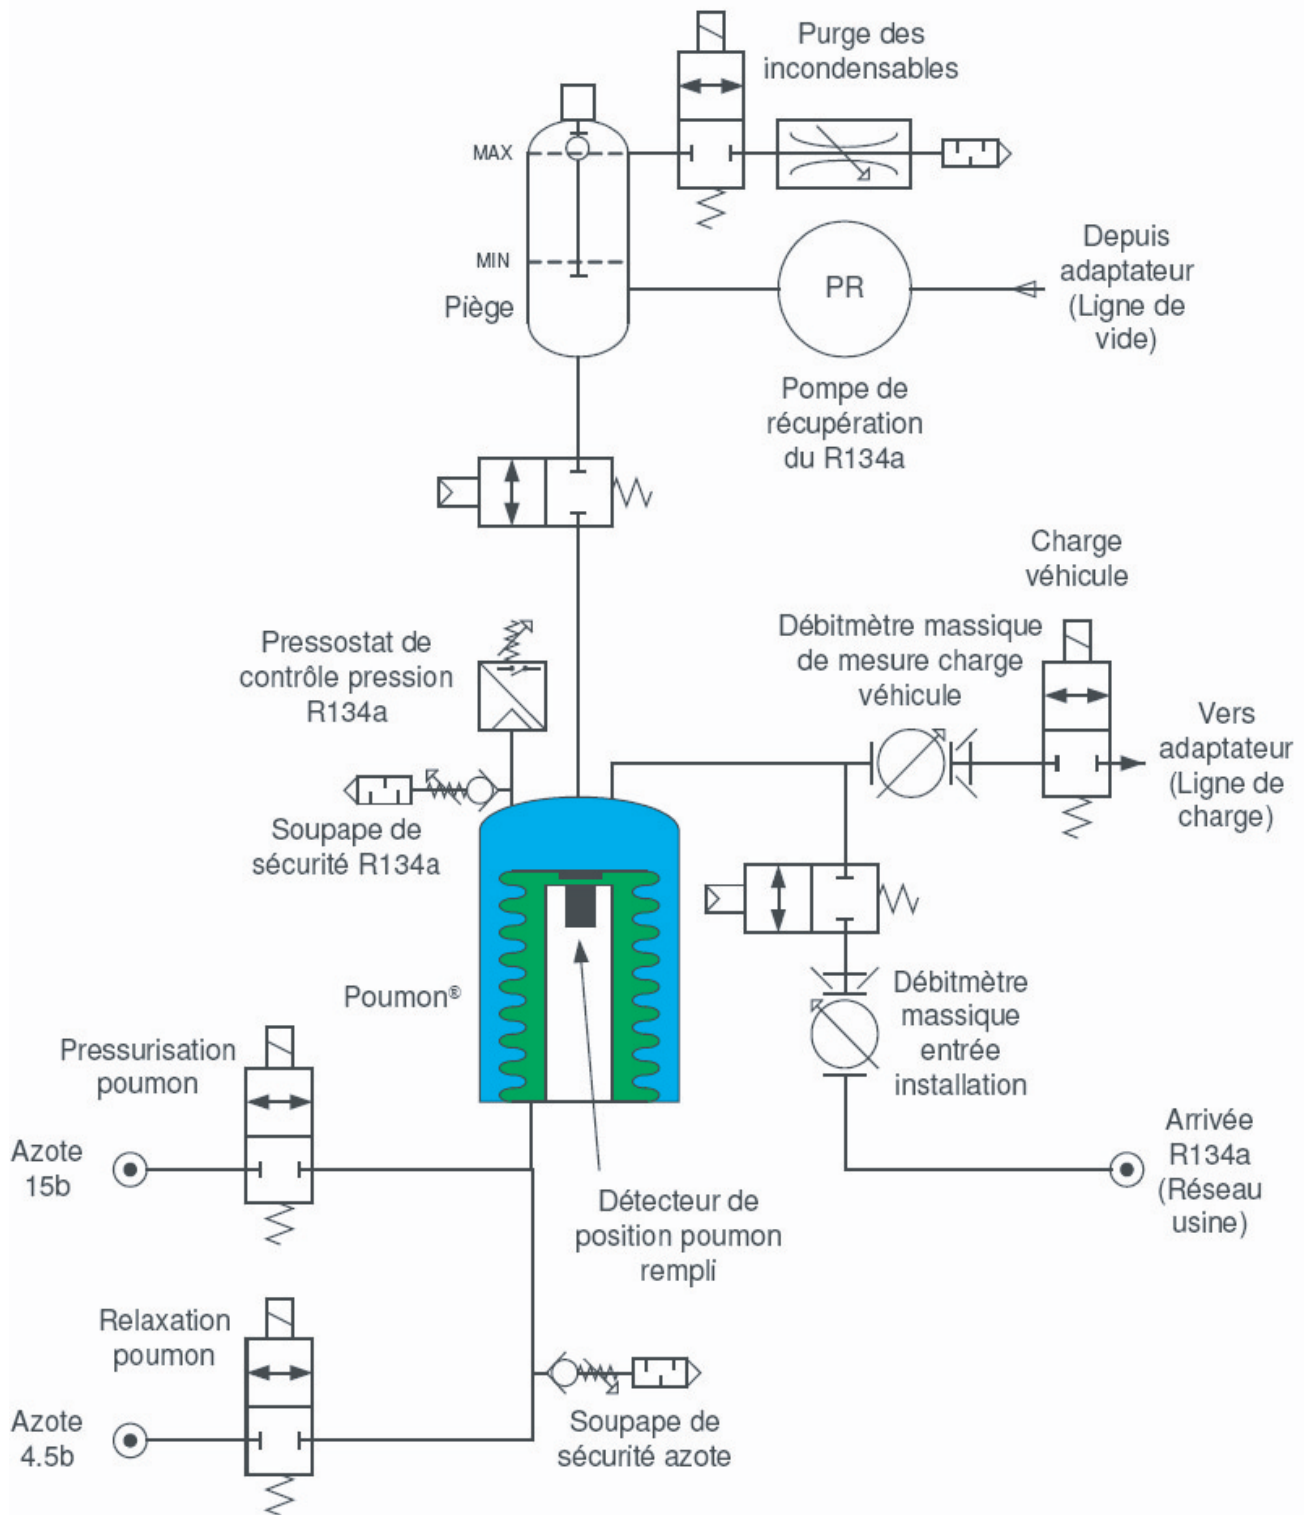 Purge des
incondensables
MAX
MIN
Piège
PR
Depuis
adaptateur
(Ligne de
vide)
Pompe de
récupération
du R134a
Charge
véhicule
Pressostat de
contrôle pression
R134a
Débitmètre massique
de mesure charge
véhicule
Vers
adaptateur
(Ligne de
charge)
Soupape de
sécurité R134a
Poumon®
Débitmètre
massique
entrée
installation
Pressurisation
poumon
Azote
15b
Arrivée
R134a
(Réseau
usine)
Détecteur de
position poumon
rempli
Relaxation
poumon
Azote
4.5b
Soupape de
sécurité azote